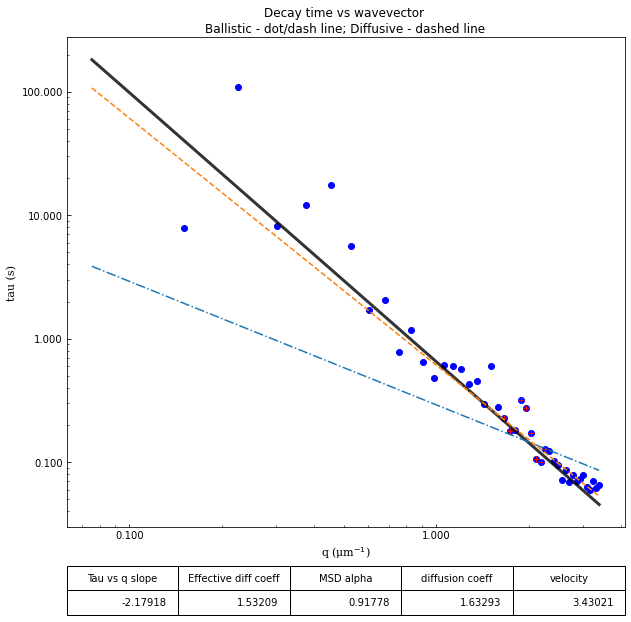 Decay time vs wavevector
Ballistic - dot/dash line; Diffusive - dashed line
tau (s)
100.000
10.000
1.000
0.100
0.100 1.000
q (μm⁻¹)
Tau vs q slope Effective diff coeff MSD alpha diffusion coeff velocity
-2.17918 1.53209 0.91778 1.63293 3.43021